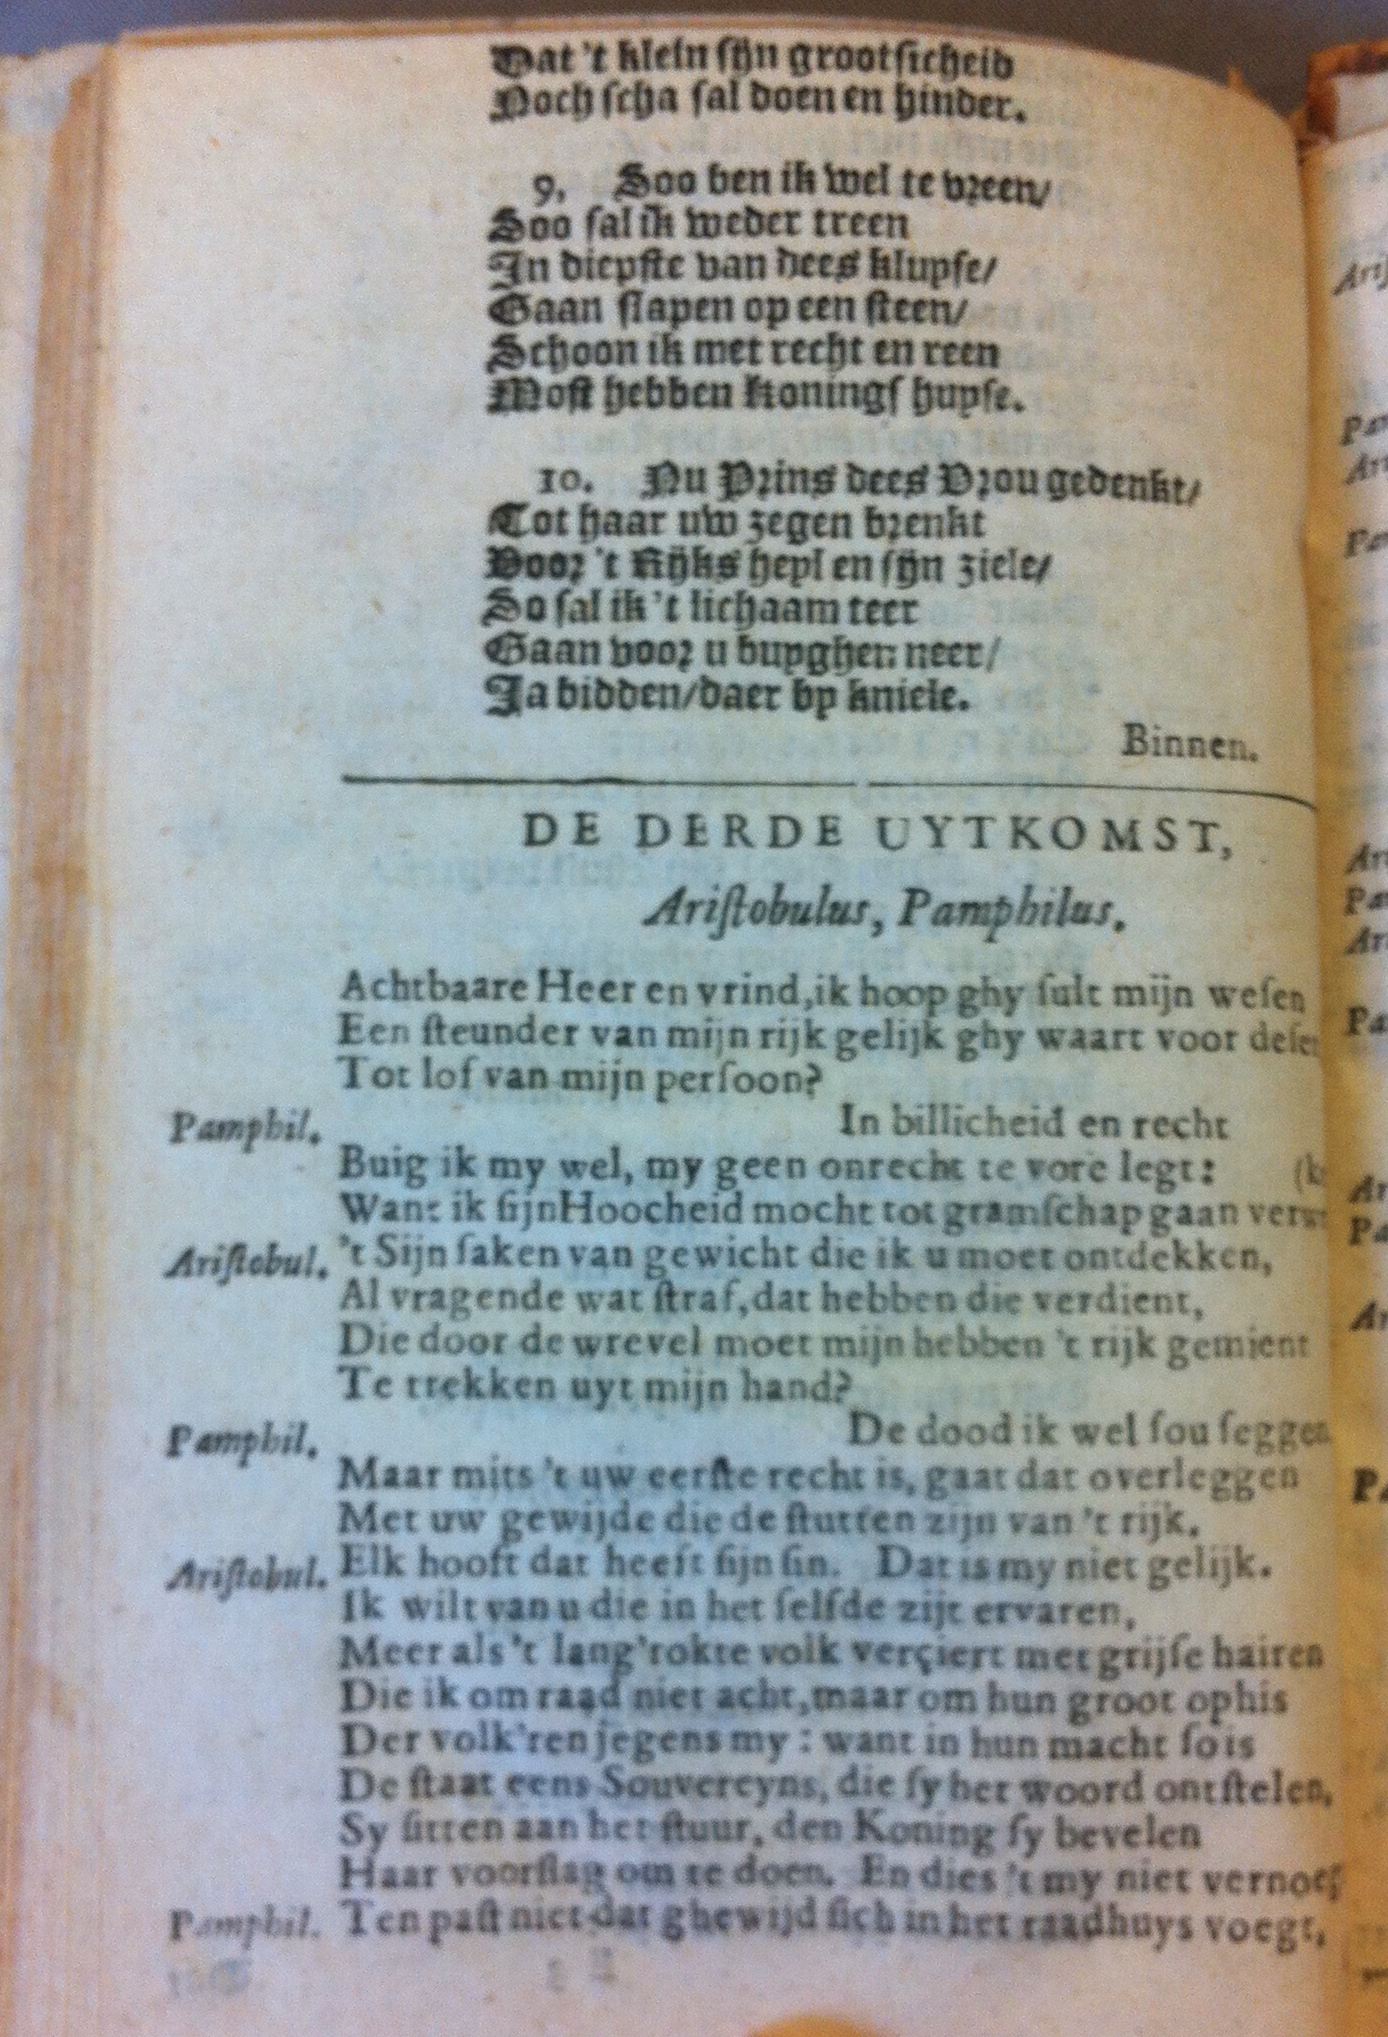 Dat 't klein sijn grootsicheid
Noch scha sal doen en hinder.
9. Soo ben ik wel te vreen/
Soo sal ik weder treen
In diepste van dees kluyse/
Gaan slapen op een steen/
Schoon ik met recht en reen
Most hebben konings huyse.
10. Nu Prins dees Vrou gedenkt/
Tot haar uw zegen brenkt
Voor 't Rijks heyl en sijn ziele/
So sal ik 't lichaam teer
Gaan voor u buyghen neer/
Ja bidden/daer by kniele.
Binnen.
DE DERDE UYTKOMST,
Aristobulus, Pamphilus.
Achtbaare Heer en vrind, ik hoop ghy sult mijn wesen
Een steunder van mijn rijk gelijk ghy waart voor
Tot lof van mijn persoon?
Pamphil. In billicheid en recht
Buig ik my wel, my geen onrecht te vore legt:
Want ik sijn Hoocheid mocht tot gramschap gaan
Aristobul. 't Sijn saken van gewicht die ik u moet ontdekken,
Al vragende wat straf, dat hebben die verdient,
Die door de wrevel moet mijn hebben 't rijk gemient
Te trekken uyt mijn hand?
Pamphil. De dood ik wel sou seggen
Maar mits 't uw eerste recht is, gaat dat overleggen
Met uw gewijde die de stutten zijn van 't rijk.
Aristobul. Elk hooft dat heeft sijn sin. Dat is my niet gelijk.
Ik wilt van u die in het selfde zijt ervaren,
Meer als 't lang'rokte volk verçiert met grijse hairen
Die ik om raad niet acht, maar om hun groot ophis
Der volk'ren jegens my: want in hun macht so is
De staat eens Souvereyns, die sy het woord ontstelen,
Sy sitten aan het stuur, den Koning sy bevelen
Haar voorslag om te doen. En dies 't my niet
Pamphil. Ten past niet dat ghewijd sich in het raadhuys voegt,